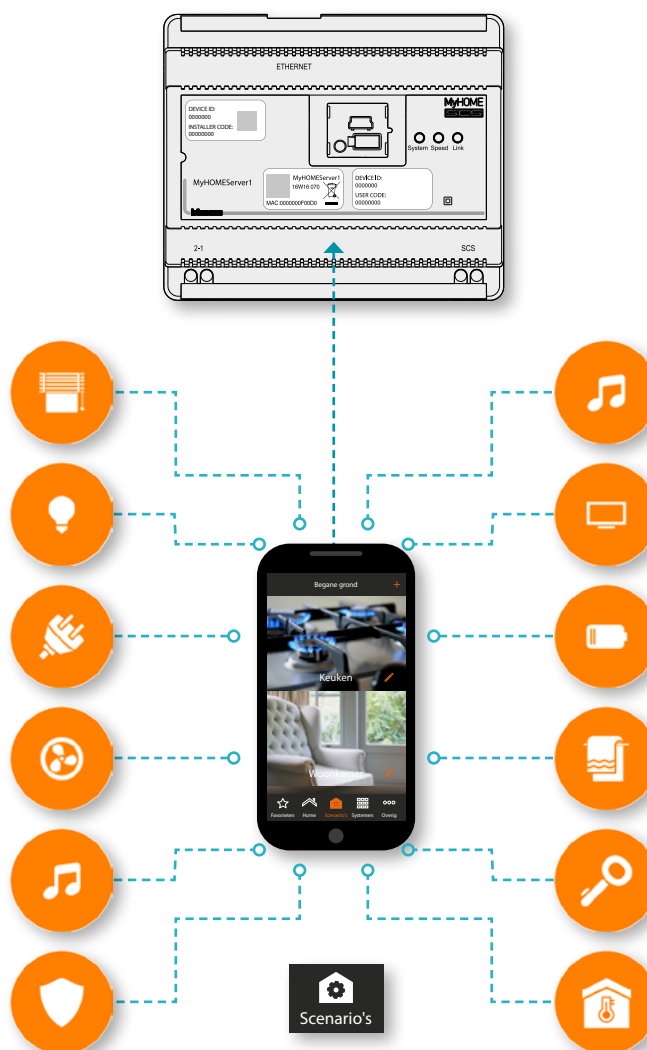 ETHERNET
MyHOME
DEVICE ID:
0000000
INSTALLER CODE:
00000000
System Speed Link
MyHOMEServer1
MyHOMEServer1
16W16 070
MAC:0000000F00D0
DEVICE ID:
0000000
USER CODE:
00000000
2-1
SCS
Begane grond +
Keuken
Woonkamer
Favorieten Home Scenario's Systemen Overig
Scenario's